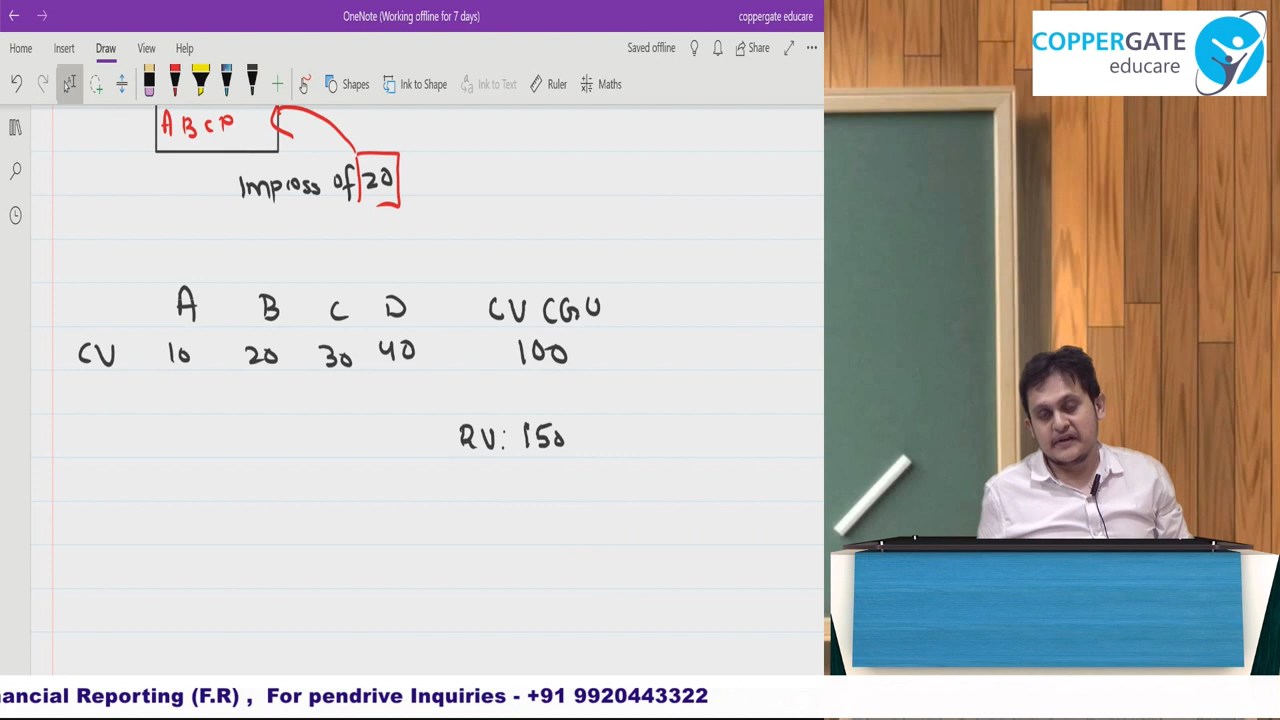 OneNote (Working offline for 7 days)
coppergate educare
Home Insert Draw View Help
Saved offline
Share
Shapes Ink to Shape Ink to Text Ruler Maths
COPPERGATE
educare
A B C D
Imploss of 20
A B C D CV CGU
CV 10 20 30 40 100
RV: 150
nancial Reporting (F.R) , For pendrive Inquiries - +91 9920443322